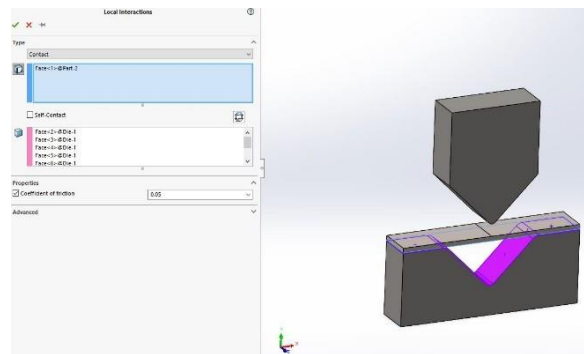 Local Interactions
Type
Contact
Face<1>@Part-2
Self-Contact
Face<2>@Die-1
Face<3>@Die-1
Face<4>@Die-1
Face<5>@Die-1
Face<6>@Die-1
Properties
Coefficient of friction
0.05
Advanced